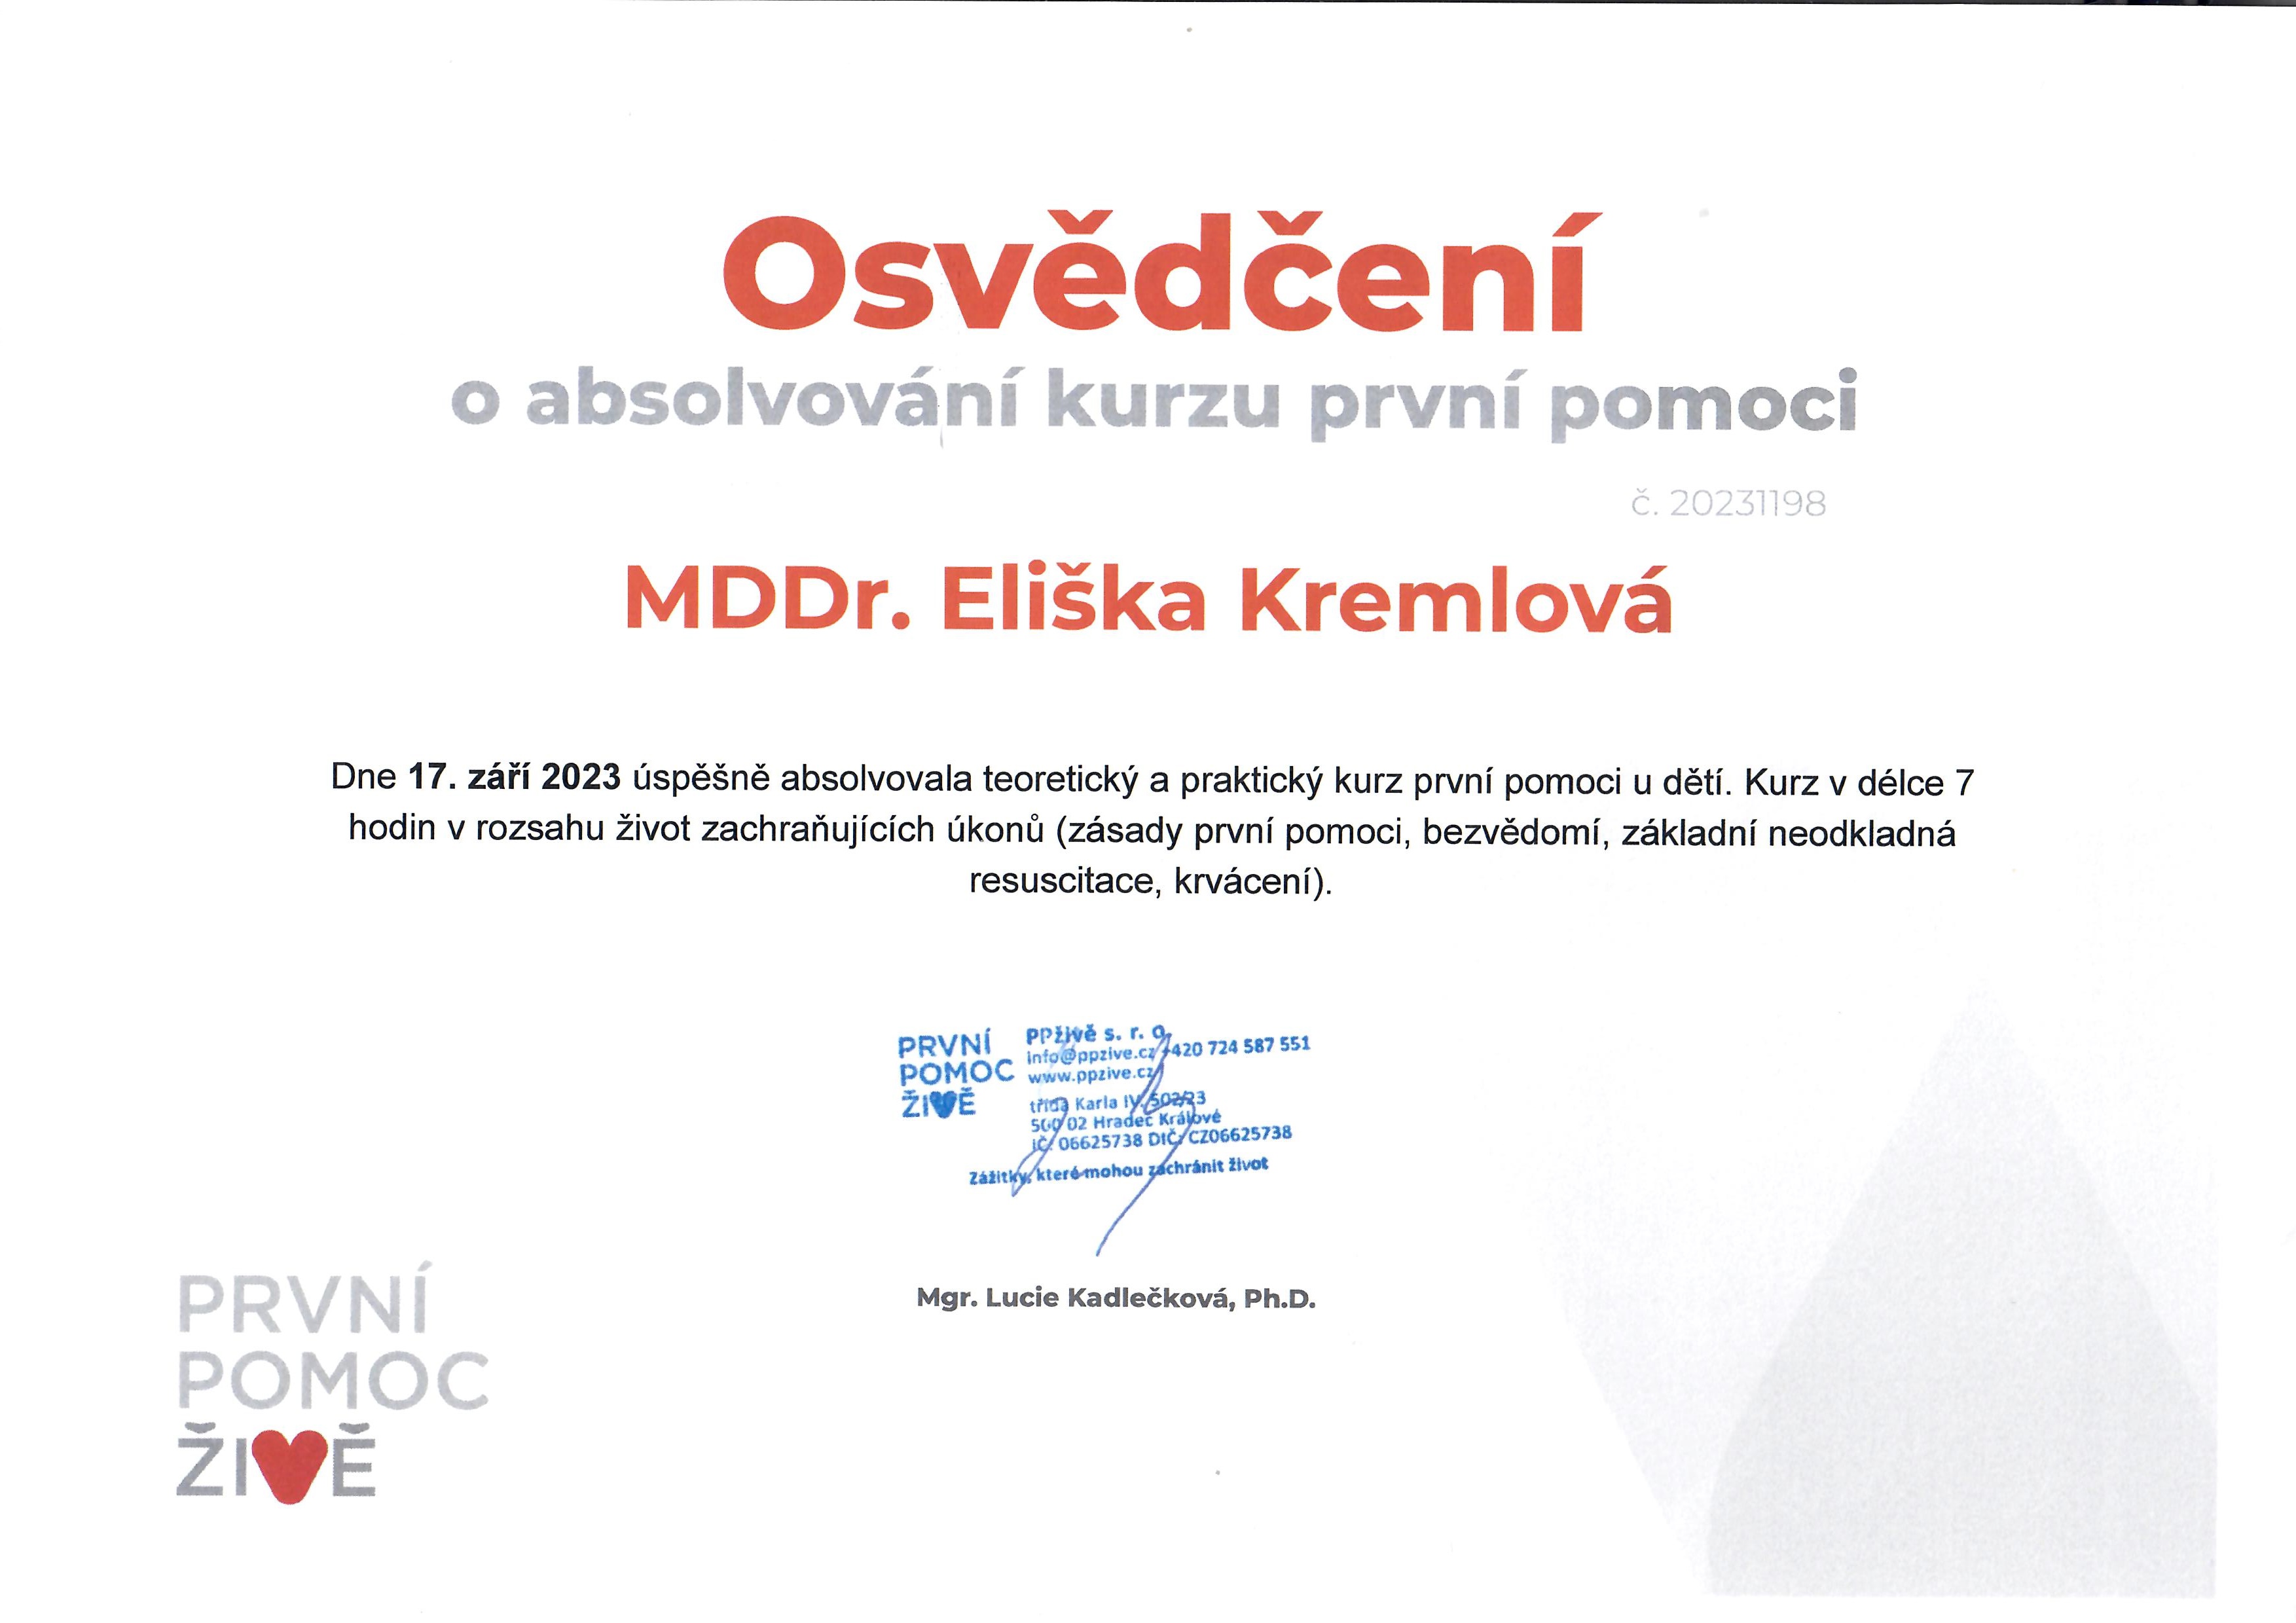 Osvědčení
o absolvování kurzu první pomoci
č. 20231198
MDDr. Eliška Kremlová
Dne 17. září 2023 úspěšně absolvovala teoretický a praktický kurz první pomoci u dětí. Kurz v délce 7
hodin v rozsahu život zachraňujících úkonů (zásady první pomoci, bezvědomí, základní neodkladná
resuscitace, krvácení).
PRVNÍ
POMOC
ŽIVĚ
PPživě s. r. o.
info@ppzive.cz +420 724 587 551
www.ppzive.cz
třída Karla IV. 502/23
500 02 Hradec Králové
IČ: 06625738 DIČ: CZ06625738
Zážitky, které mohou zachránit život
Mgr. Lucie Kadlečková, Ph.D.
PRVNÍ
POMOC
ŽIVĚ